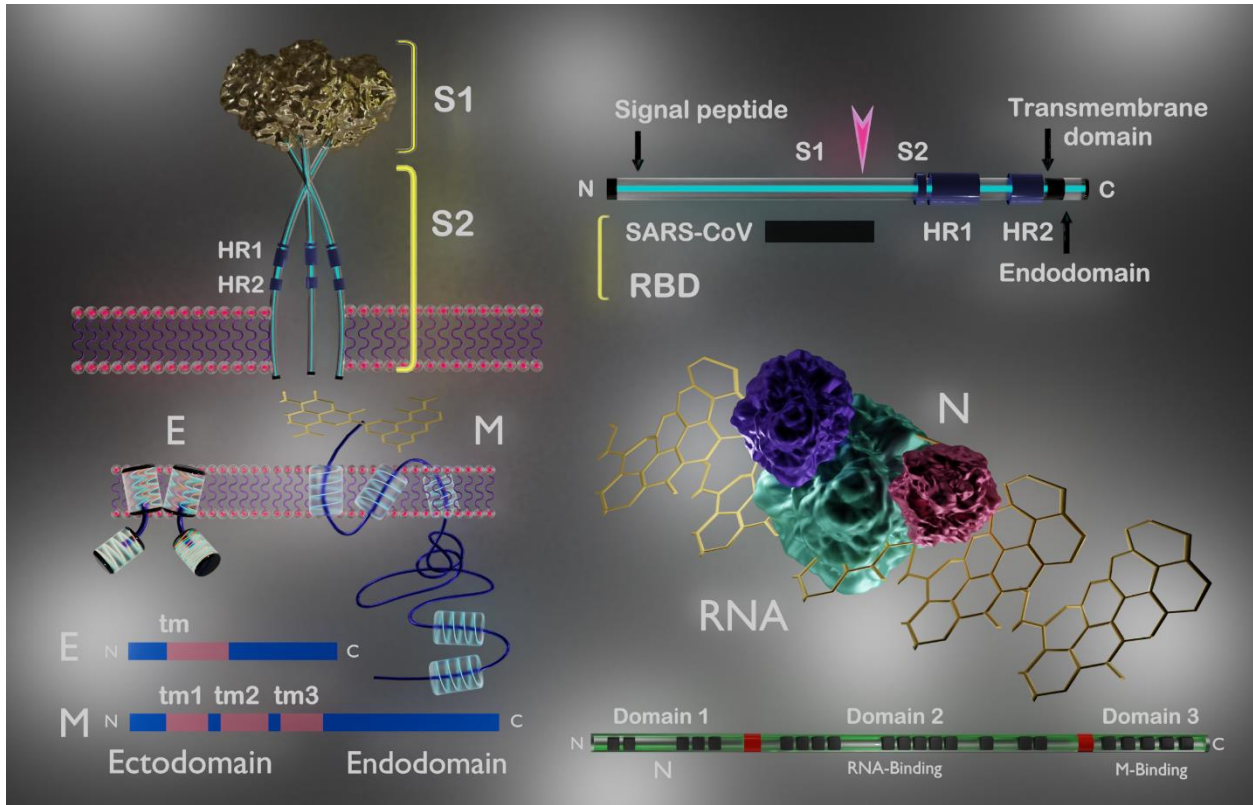 S1
S2
HR1
HR2
Signal peptide
Transmembrane
domain
S1
S2
N
C
SARS-CoV
HR1
HR2
RBD
Endodomain
E
M
N
RNA
tm
E
N
C
tm1
tm2
tm3
M
N
C
Ectodomain
Endodomain
Domain 1
Domain 2
Domain 3
N
C
N
RNA-Binding
M-Binding